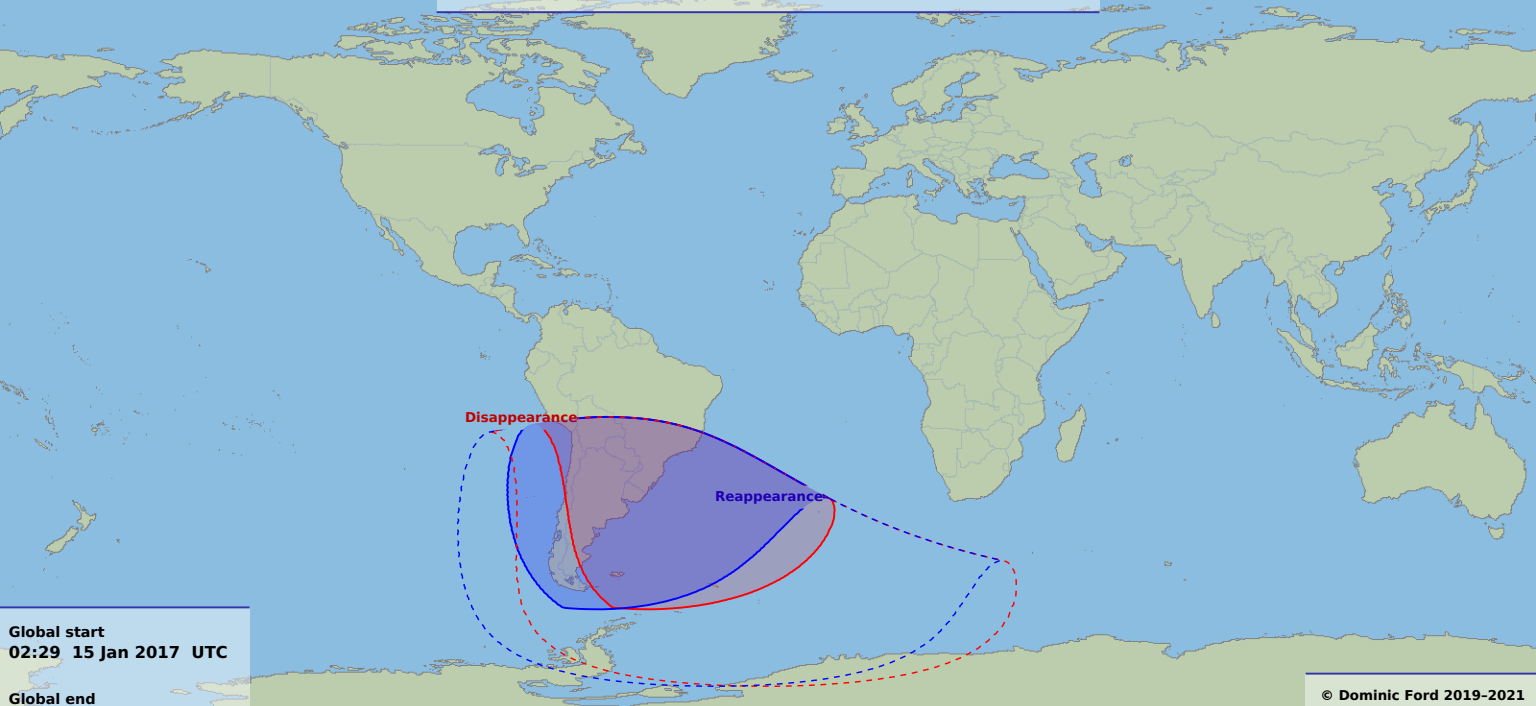 Disappearance
Reappearance
Global start
02:29 15 Jan 2017 UTC
Global end
© Dominic Ford 2019–2021